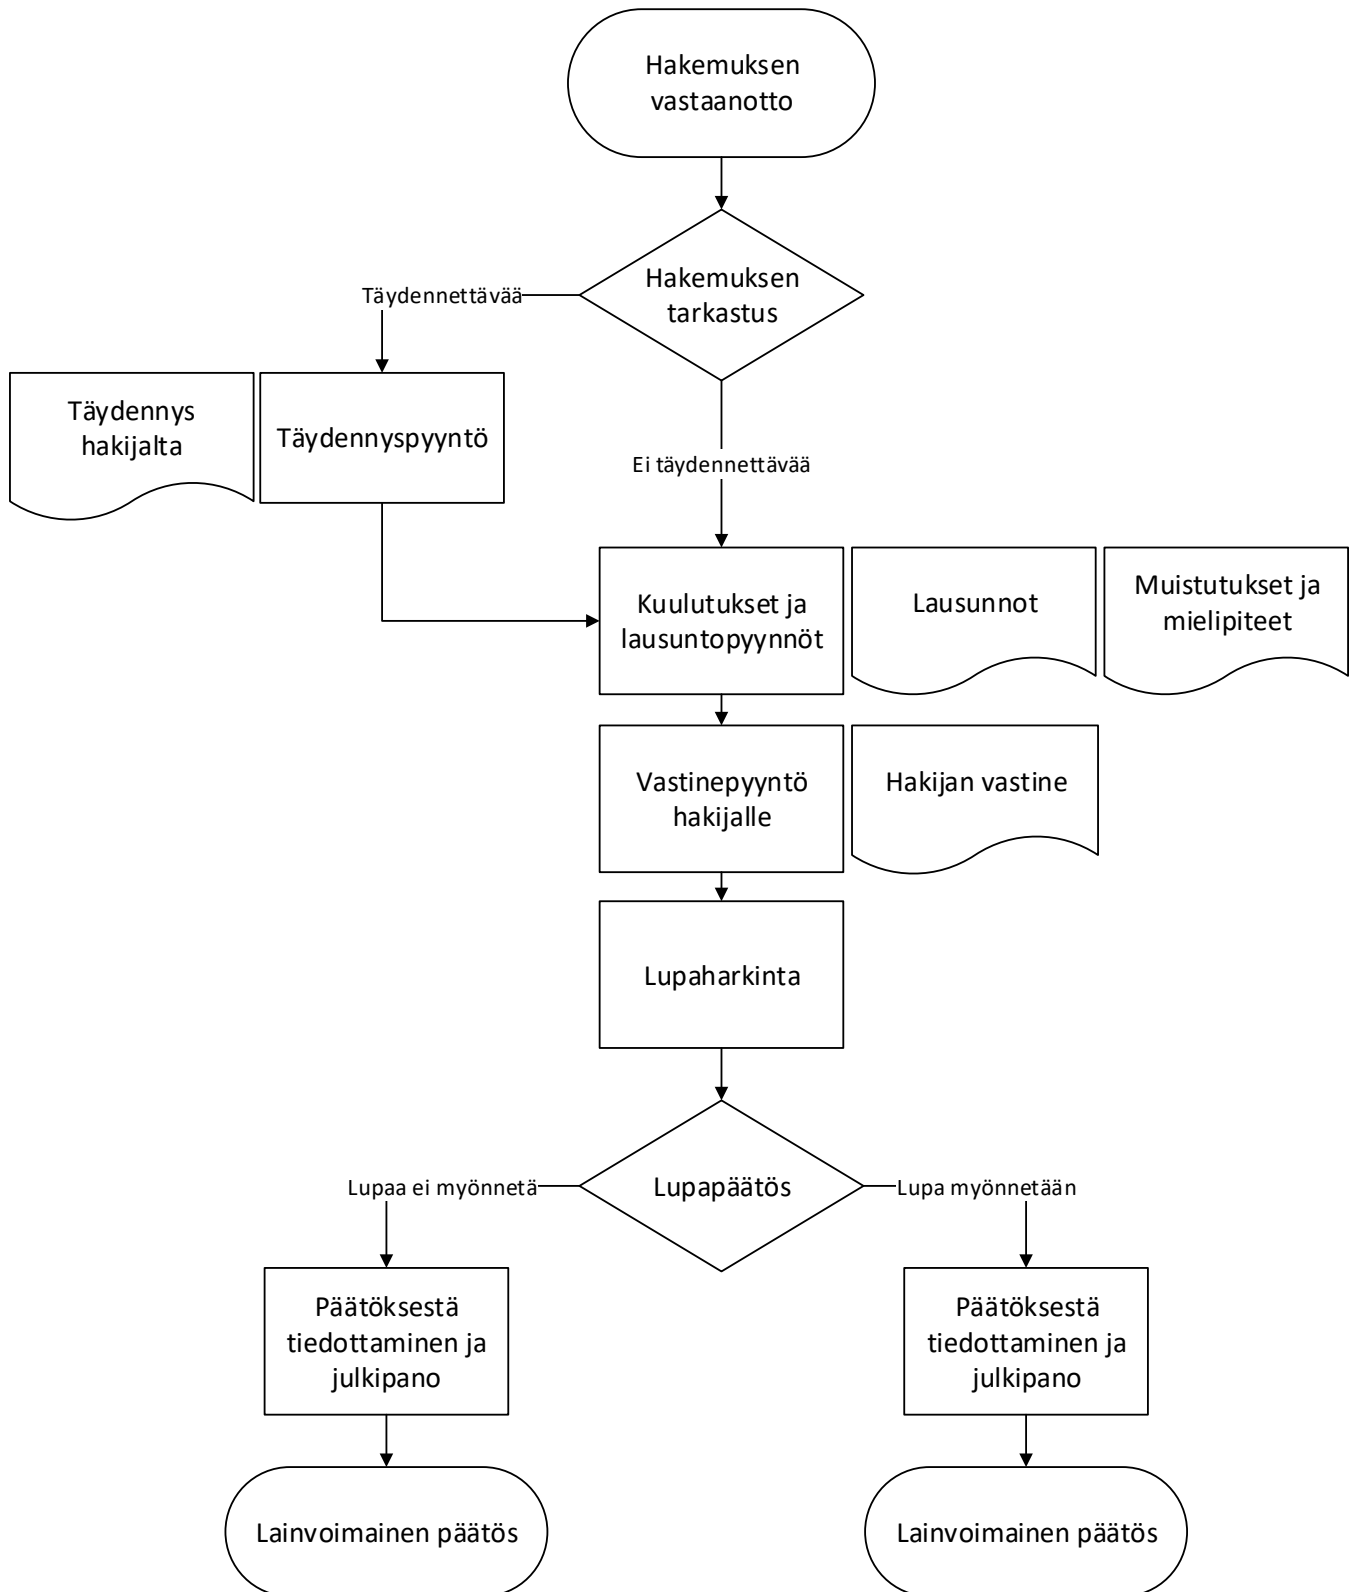 Hakemuksen
vastaanotto
Hakemuksen
tarkastus
Täydennettävää
Täydennys
hakijalta
Täydennyspyyntö
Ei täydennettävää
Kuulutukset ja
lausuntopyynnöt
Lausunnot
Muistutukset ja
mielipiteet
Vastinepyyntö
hakijalle
Hakijan vastine
Lupaharkinta
Lupapäätös
Lupaa ei myönnetä
Lupa myönnetään
Päätöksestä
tiedottaminen ja
julkipano
Päätöksestä
tiedottaminen ja
julkipano
Lainvoimainen päätös
Lainvoimainen päätös